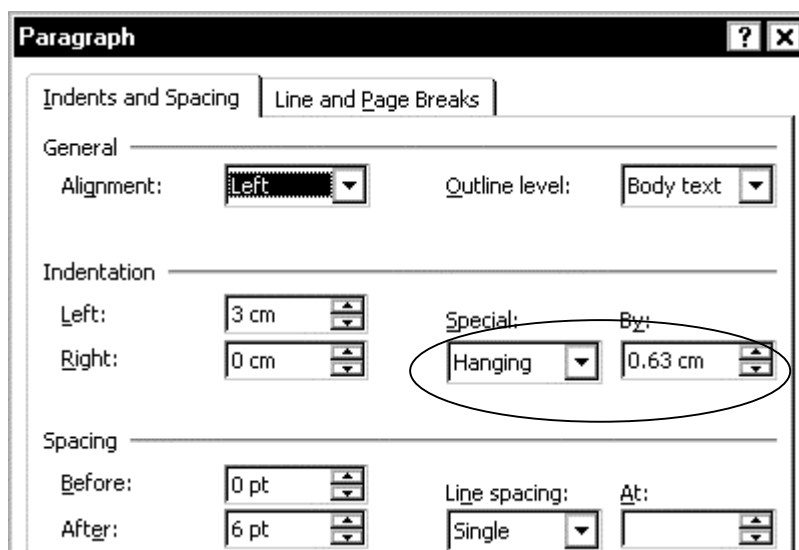 Paragraph ? X
Indents and Spacing Line and Page Breaks
General
Alignment: Left Outline level: Body text
Indentation
Left: 3 cm Special: By:
Right: 0 cm Hanging 0.63 cm
Spacing
Before: 0 pt Line spacing: At:
After: 6 pt Single